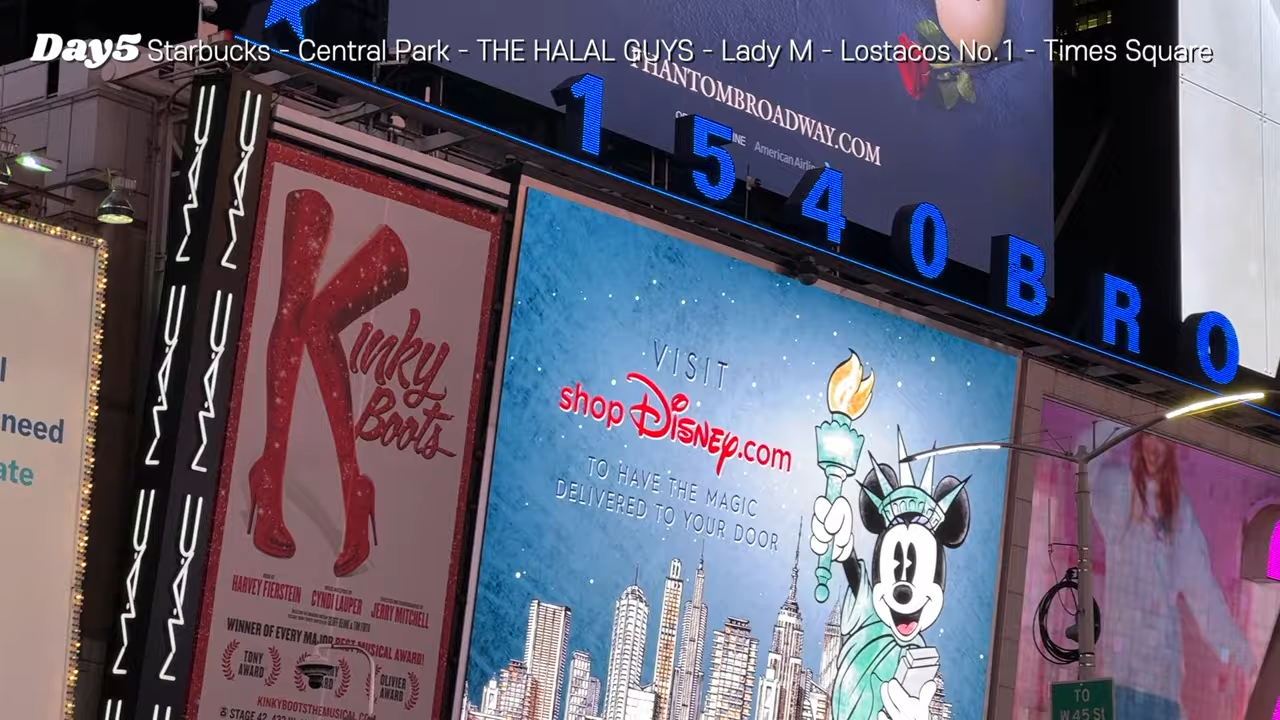 Day5 Starbucks - Central Park - THE HALAL GUYS - Lady M - Lostacos No.1 - Times Square
PHANTOMBROADWAY.COM
American Airlines
1540BRO
MAC
MAC
MAC
MAC
MAC
MAC
need
ate
Kinky
Boots
HARVEY FIERSTEIN
CYNDI LAUPER
JERRY MITCHELL
WINNER OF EVERY MAJOR BEST MUSICAL AWARD!
TONY
AWARD
OLIVIER
AWARD
KINKYBOOTSTHEMUSICAL.COM
VISIT
shop Disney.com
TO HAVE THE MAGIC
DELIVERED TO YOUR DOOR
TO
W 45 St